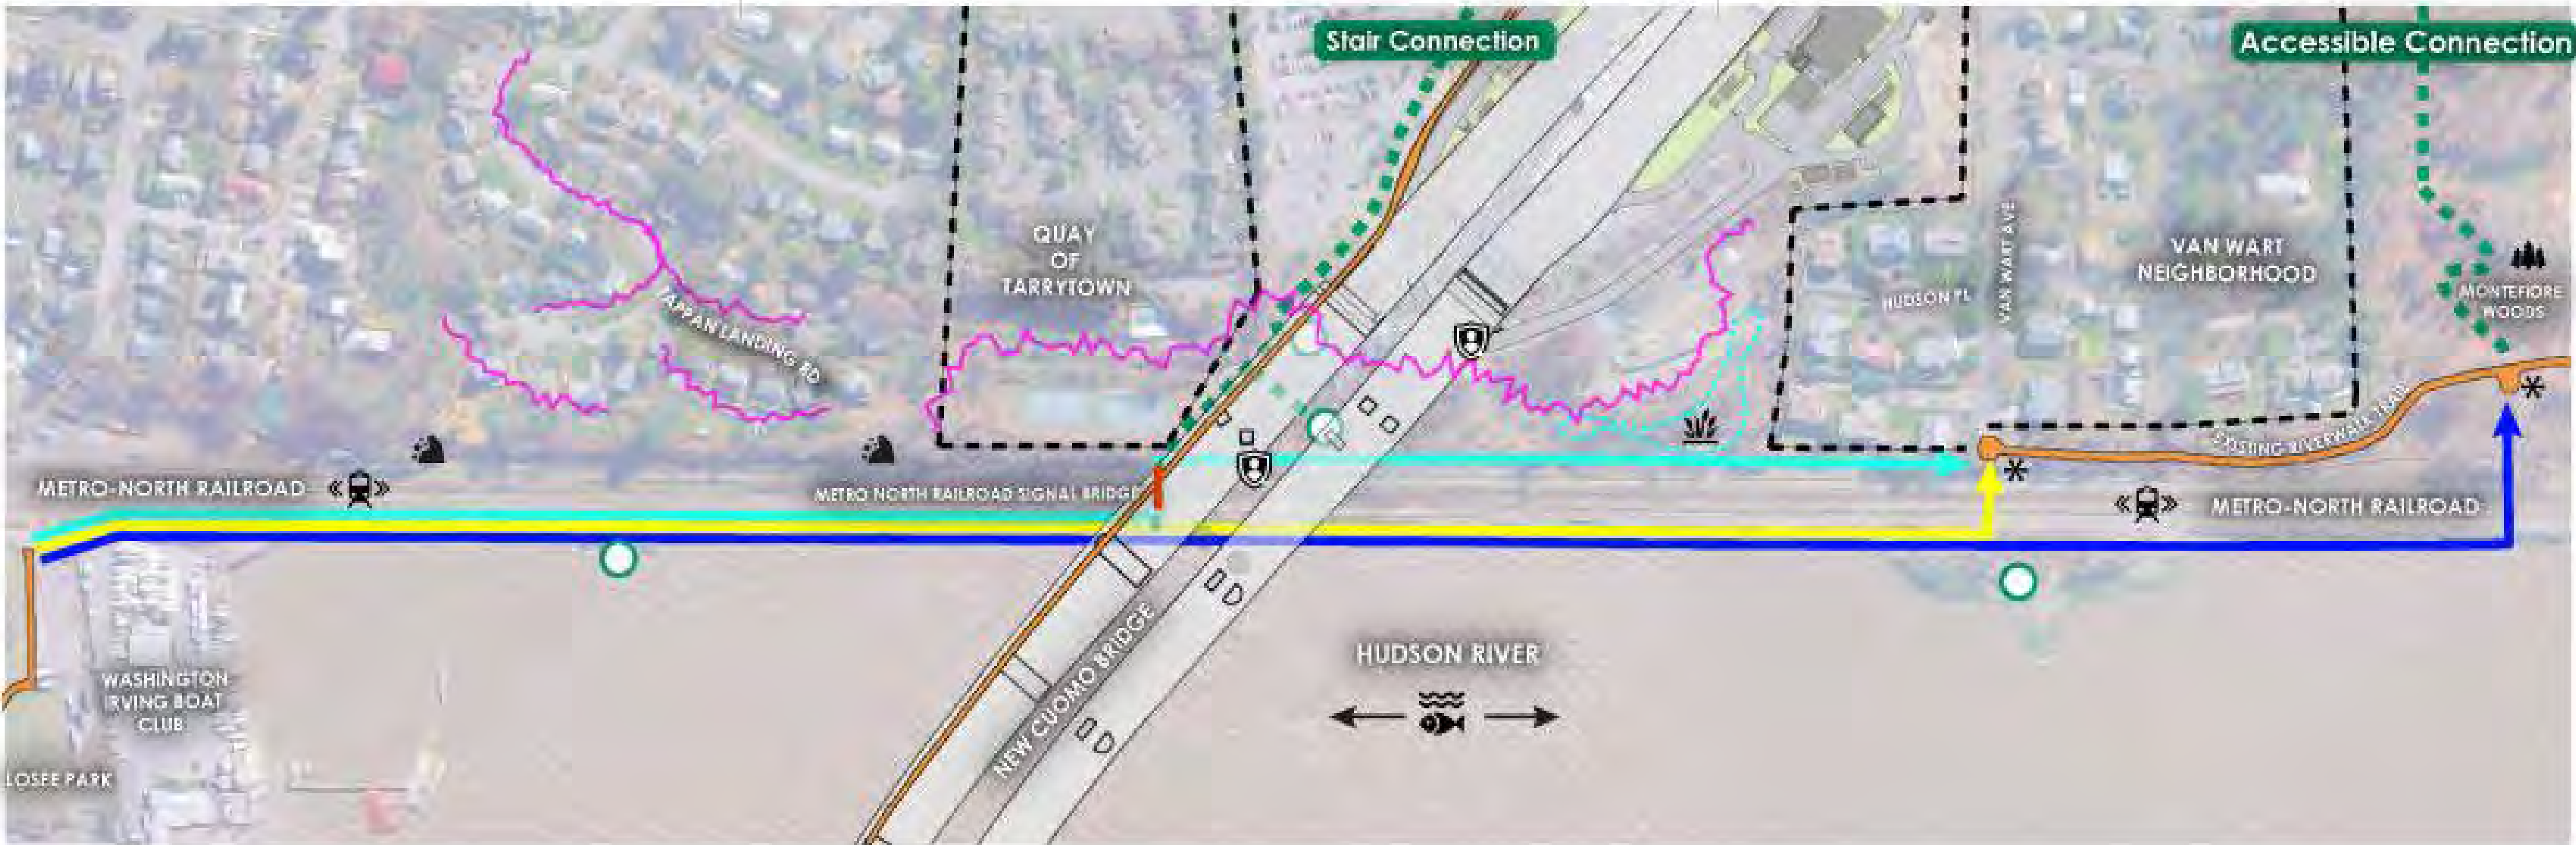 Stair Connection
Accessible Connection
QUAY
OF
TARRYTOWN
TAPPAN LANDING RD
HUDSON PL
VAN WART AVE
VAN WART
NEIGHBORHOOD
MONTEFIORE
WOODS
EXISTING RIVERWALK TRAIL
METRO-NORTH RAILROAD
METRO NORTH RAILROAD SIGNAL BRIDGE
METRO-NORTH RAILROAD
WASHINGTON
IRVING BOAT
CLUB
LOSEE PARK
NEW CUOMO BRIDGE
HUDSON RIVER